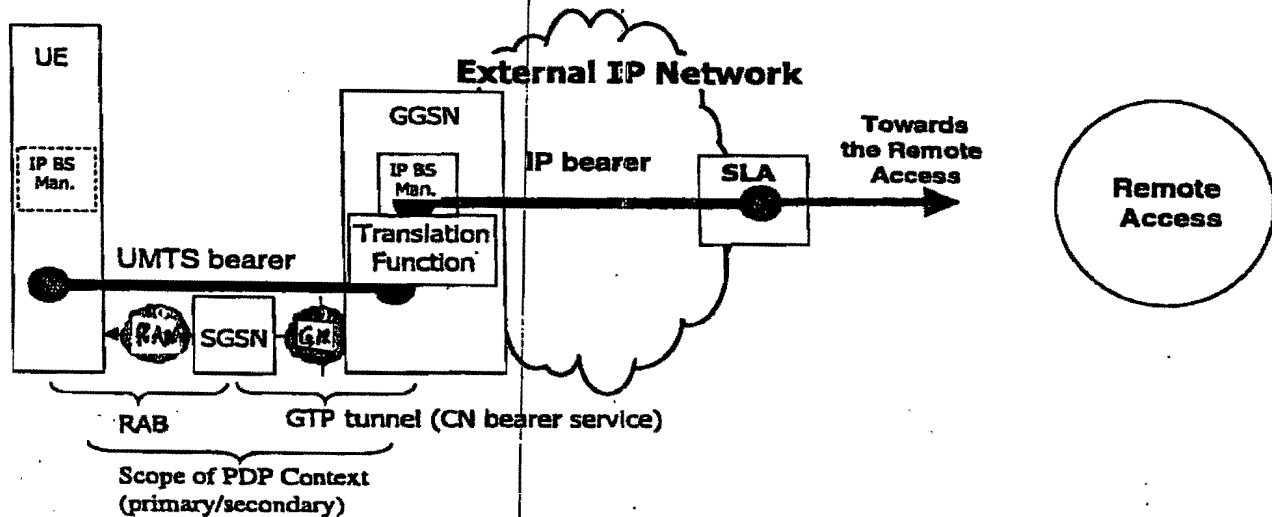 UE
IP BS
Man.
GGSN
IP BS
Man.
Translation
Function
UMTS bearer
RAN
SGSN
GN
External IP Network
IP bearer
SLA
Towards
the Remote
Access
Remote
Access
RAB
GTP tunnel (CN bearer service)
Scope of PDP Context
(primary/secondary)